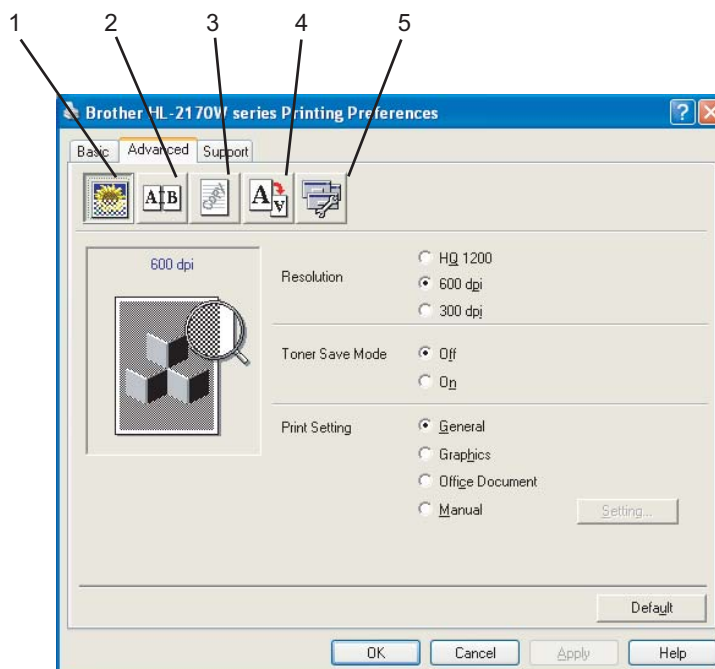 1 2 3 4 5
Brother HL-2170W series Printing Preferences
Basic Advanced Support
A B COPY A A
600 dpi
Resolution
HQ 1200
600 dpi
300 dpi
Toner Save Mode
Off
On
Print Setting
General
Graphics
Office Document
Manual
Setting...
Default
OK Cancel Apply Help